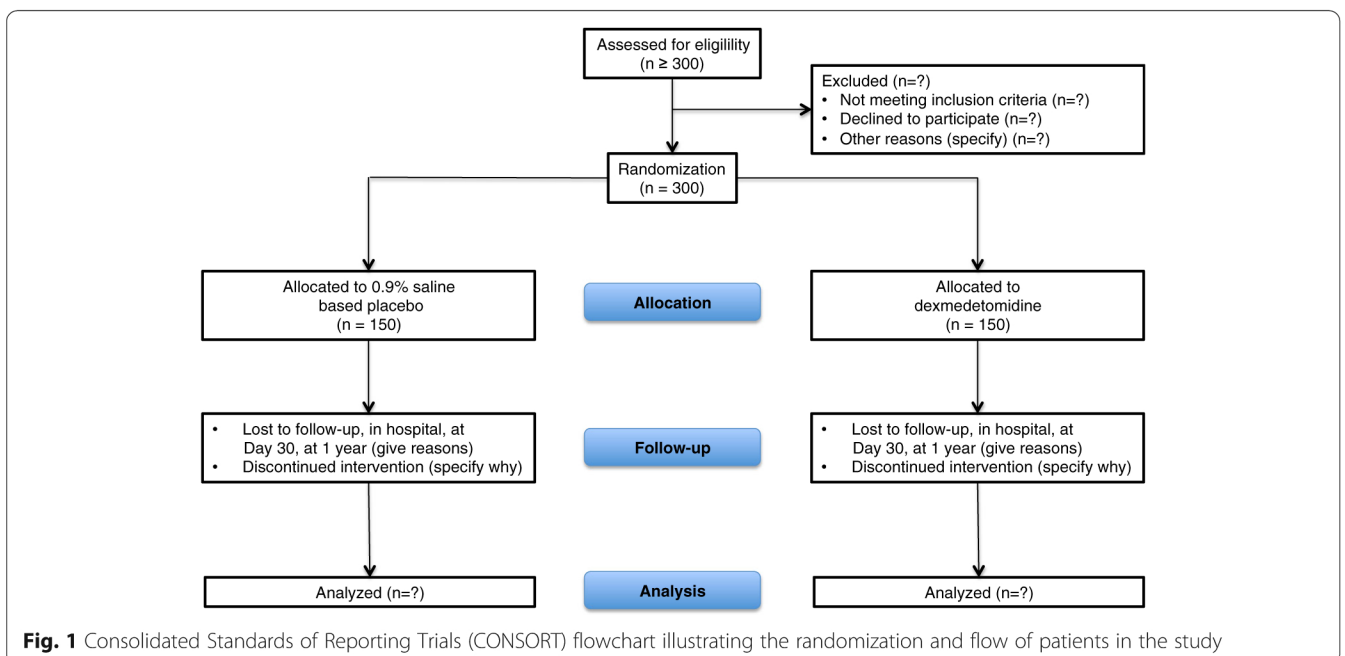 Assessed for eligilility
(n ≥ 300)
Excluded (n=?)
• Not meeting inclusion criteria (n=?)
• Declined to participate (n=?)
• Other reasons (specify) (n=?)
Randomization
(n = 300)
Allocated to 0.9% saline
based placebo
(n = 150)
Allocation
Allocated to
dexmedetomidine
(n = 150)
• Lost to follow-up, in hospital, at
Day 30, at 1 year (give reasons)
• Discontinued intervention (specify why)
Follow-up
• Lost to follow-up, in hospital, at
Day 30, at 1 year (give reasons)
• Discontinued intervention (specify why)
Analyzed (n=?)
Analysis
Analyzed (n=?)
Fig. 1 Consolidated Standards of Reporting Trials (CONSORT) flowchart illustrating the randomization and flow of patients in the study